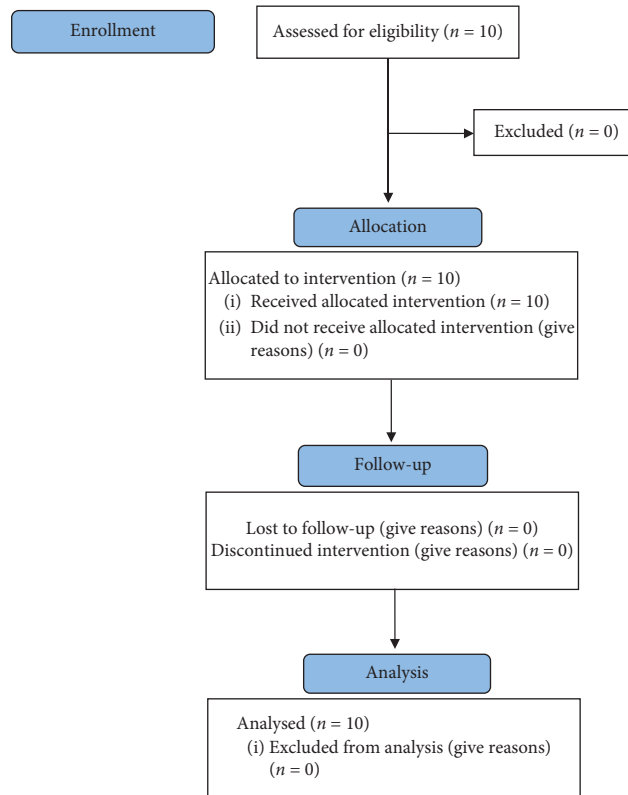 Enrollment
Assessed for eligibility (n = 10)
Excluded (n = 0)
Allocation
Allocated to intervention (n = 10)
(i) Received allocated intervention (n = 10)
(ii) Did not receive allocated intervention (give
reasons) (n = 0)
Follow-up
Lost to follow-up (give reasons) (n = 0)
Discontinued intervention (give reasons) (n = 0)
Analysis
Analysed (n = 10)
(i) Excluded from analysis (give reasons)
(n = 0)